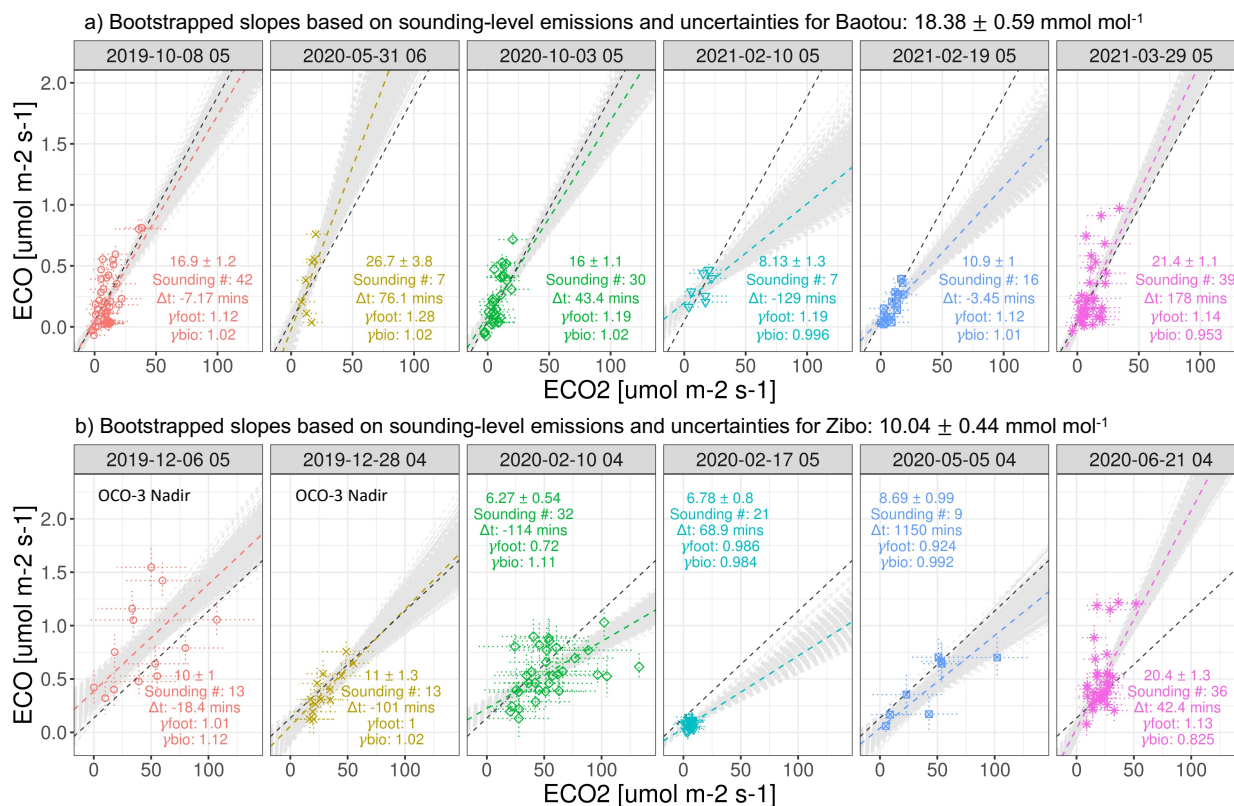 a) Bootstrapped slopes based on sounding-level emissions and uncertainties for Baotou: 18.38 ± 0.59 mmol mol⁻¹
2019-10-08 05
2020-05-31 06
2020-10-03 05
2021-02-10 05
2021-02-19 05
2021-03-29 05
ECO [umol m-2 s-1]
2.0
1.5
1.0
0.5
0.0
16.9 ± 1.2
Sounding #: 42
Δt: -7.17 mins
γfoot: 1.12
γbio: 1.02
26.7 ± 3.8
Sounding #: 7
Δt: 76.1 mins
γfoot: 1.28
γbio: 1.02
16 ± 1.1
Sounding #: 30
Δt: 43.4 mins
γfoot: 1.19
γbio: 1.02
8.13 ± 1.3
Sounding #: 7
Δt: -129 mins
γfoot: 1.19
γbio: 0.996
10.9 ± 1
Sounding #: 16
Δt: -3.45 mins
γfoot: 1.12
γbio: 1.01
21.4 ± 1.1
Sounding #: 39
Δt: 178 mins
γfoot: 1.14
γbio: 0.953
0 50 100 0 50 100 0 50 100 0 50 100 0 50 100 0 50 100
ECO2 [umol m-2 s-1]
b) Bootstrapped slopes based on sounding-level emissions and uncertainties for Zibo: 10.04 ± 0.44 mmol mol⁻¹
2019-12-06 05
2019-12-28 04
2020-02-10 04
2020-02-17 05
2020-05-05 04
2020-06-21 04
ECO [umol m-2 s-1]
2.0
1.5
1.0
0.5
0.0
OCO-3 Nadir
10 ± 1
Sounding #: 13
Δt: -18.4 mins
γfoot: 1.01
γbio: 1.12
OCO-3 Nadir
11 ± 1.3
Sounding #: 13
Δt: -101 mins
γfoot: 1
γbio: 1.02
6.27 ± 0.54
Sounding #: 32
Δt: -114 mins
γfoot: 0.72
γbio: 1.11
6.78 ± 0.8
Sounding #: 21
Δt: 68.9 mins
γfoot: 0.986
γbio: 0.984
8.69 ± 0.99
Sounding #: 9
Δt: 1150 mins
γfoot: 0.924
γbio: 0.992
20.4 ± 1.3
Sounding #: 36
Δt: 42.4 mins
γfoot: 1.13
γbio: 0.825
0 50 100 0 50 100 0 50 100 0 50 100 0 50 100 0 50 100
ECO2 [umol m-2 s-1]